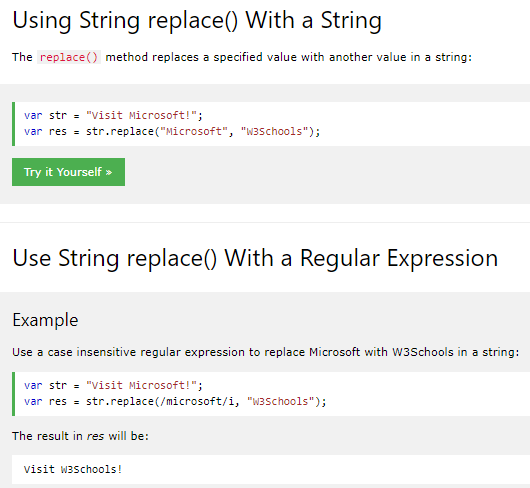 Using String replace() With a String
The replace() method replaces a specified value with another value in a string:
var str = "Visit Microsoft!";
var res = str.replace("Microsoft", "W3Schools");
Try it Yourself »
Use String replace() With a Regular Expression
Example
Use a case insensitive regular expression to replace Microsoft with W3Schools in a string:
var str = "Visit Microsoft!";
var res = str.replace(/microsoft/i, "W3Schools");
The result in res will be:
Visit W3Schools!